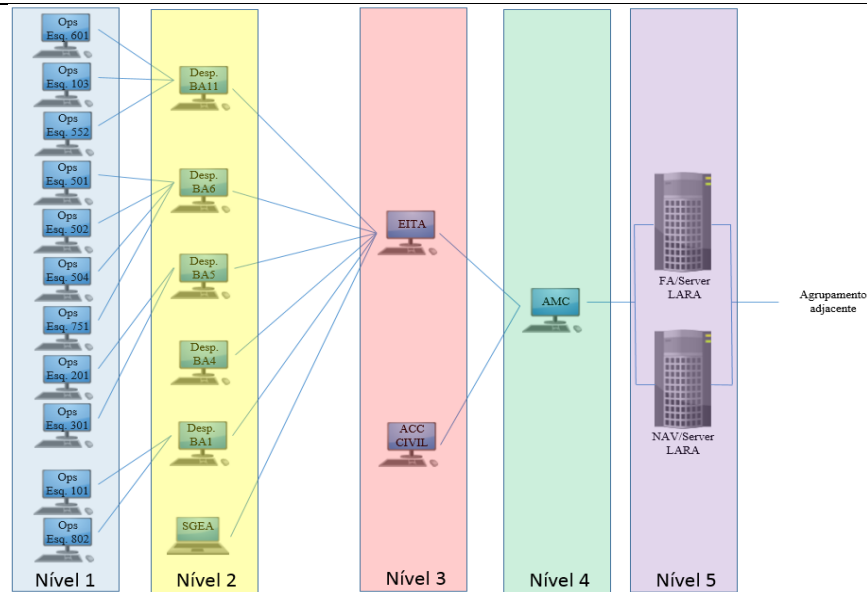 Ops
Esq. 601
Ops
Esq. 103
Ops
Esq. 552
Ops
Esq. 501
Ops
Esq. 502
Ops
Esq. 504
Ops
Esq. 751
Ops
Esq. 201
Ops
Esq. 301
Ops
Esq. 101
Ops
Esq. 802
Nível 1
Desp.
BA11
Desp.
BA6
Desp.
BA5
Desp.
BA4
Desp.
BA1
SGEA
Nível 2
EITA
ACC
CIVIL
Nível 3
AMC
Nível 4
FA/Server
LARA
NAV/Server
LARA
Nível 5
Agrupamento
adjacente